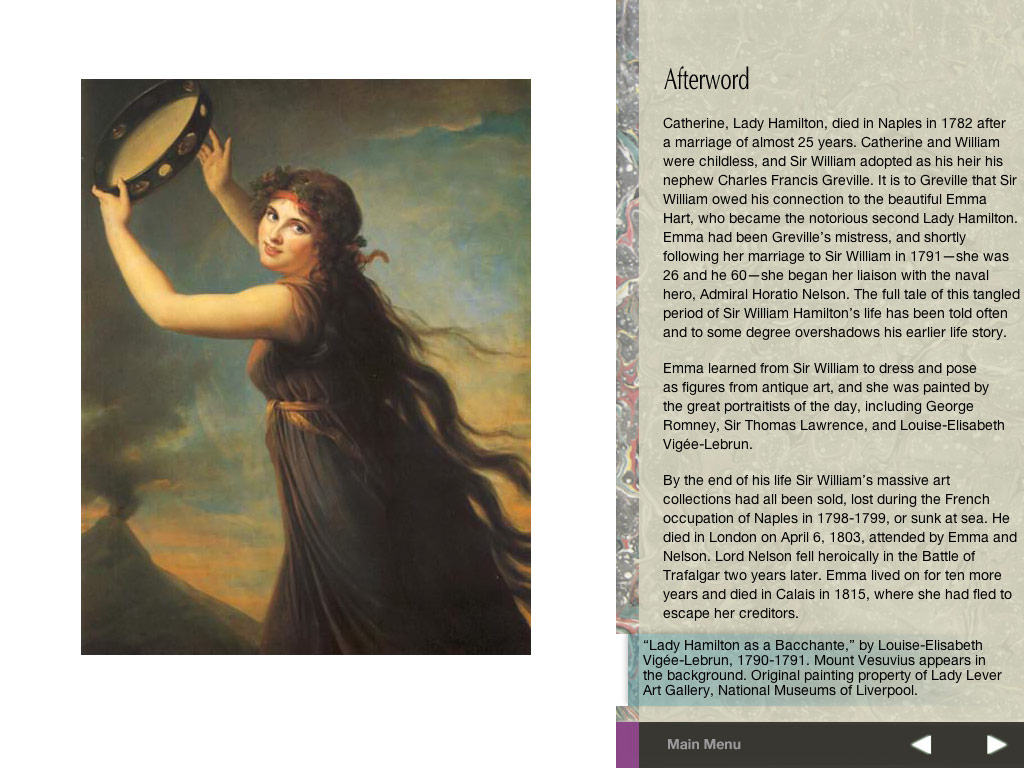 Afterword
Catherine, Lady Hamilton, died in Naples in 1782 after
a marriage of almost 25 years. Catherine and William
were childless, and Sir William adopted as his heir his
nephew Charles Francis Greville. It is to Greville that Sir
William owed his connection to the beautiful Emma
Hart, who became the notorious second Lady Hamilton.
Emma had been Greville’s mistress, and shortly
following her marriage to Sir William in 1791—she was
26 and he 60—she began her liaison with the naval
hero, Admiral Horatio Nelson. The full tale of this tangled
period of Sir William Hamilton’s life has been told often
and to some degree overshadows his earlier life story.
Emma learned from Sir William to dress and pose
as figures from antique art, and she was painted by
the great portraitists of the day, including George
Romney, Sir Thomas Lawrence, and Louise-Elisabeth
Vigée-Lebrun.
By the end of his life Sir William’s massive art
collections had all been sold, lost during the French
occupation of Naples in 1798-1799, or sunk at sea. He
died in London on April 6, 1803, attended by Emma and
Nelson. Lord Nelson fell heroically in the Battle of
Trafalgar two years later. Emma lived on for ten more
years and died in Calais in 1815, where she had fled to
escape her creditors.
“Lady Hamilton as a Bacchante,” by Louise-Elisabeth
Vigée-Lebrun, 1790-1791. Mount Vesuvius appears in
the background. Original painting property of Lady Lever
Art Gallery, National Museums of Liverpool.
Main Menu